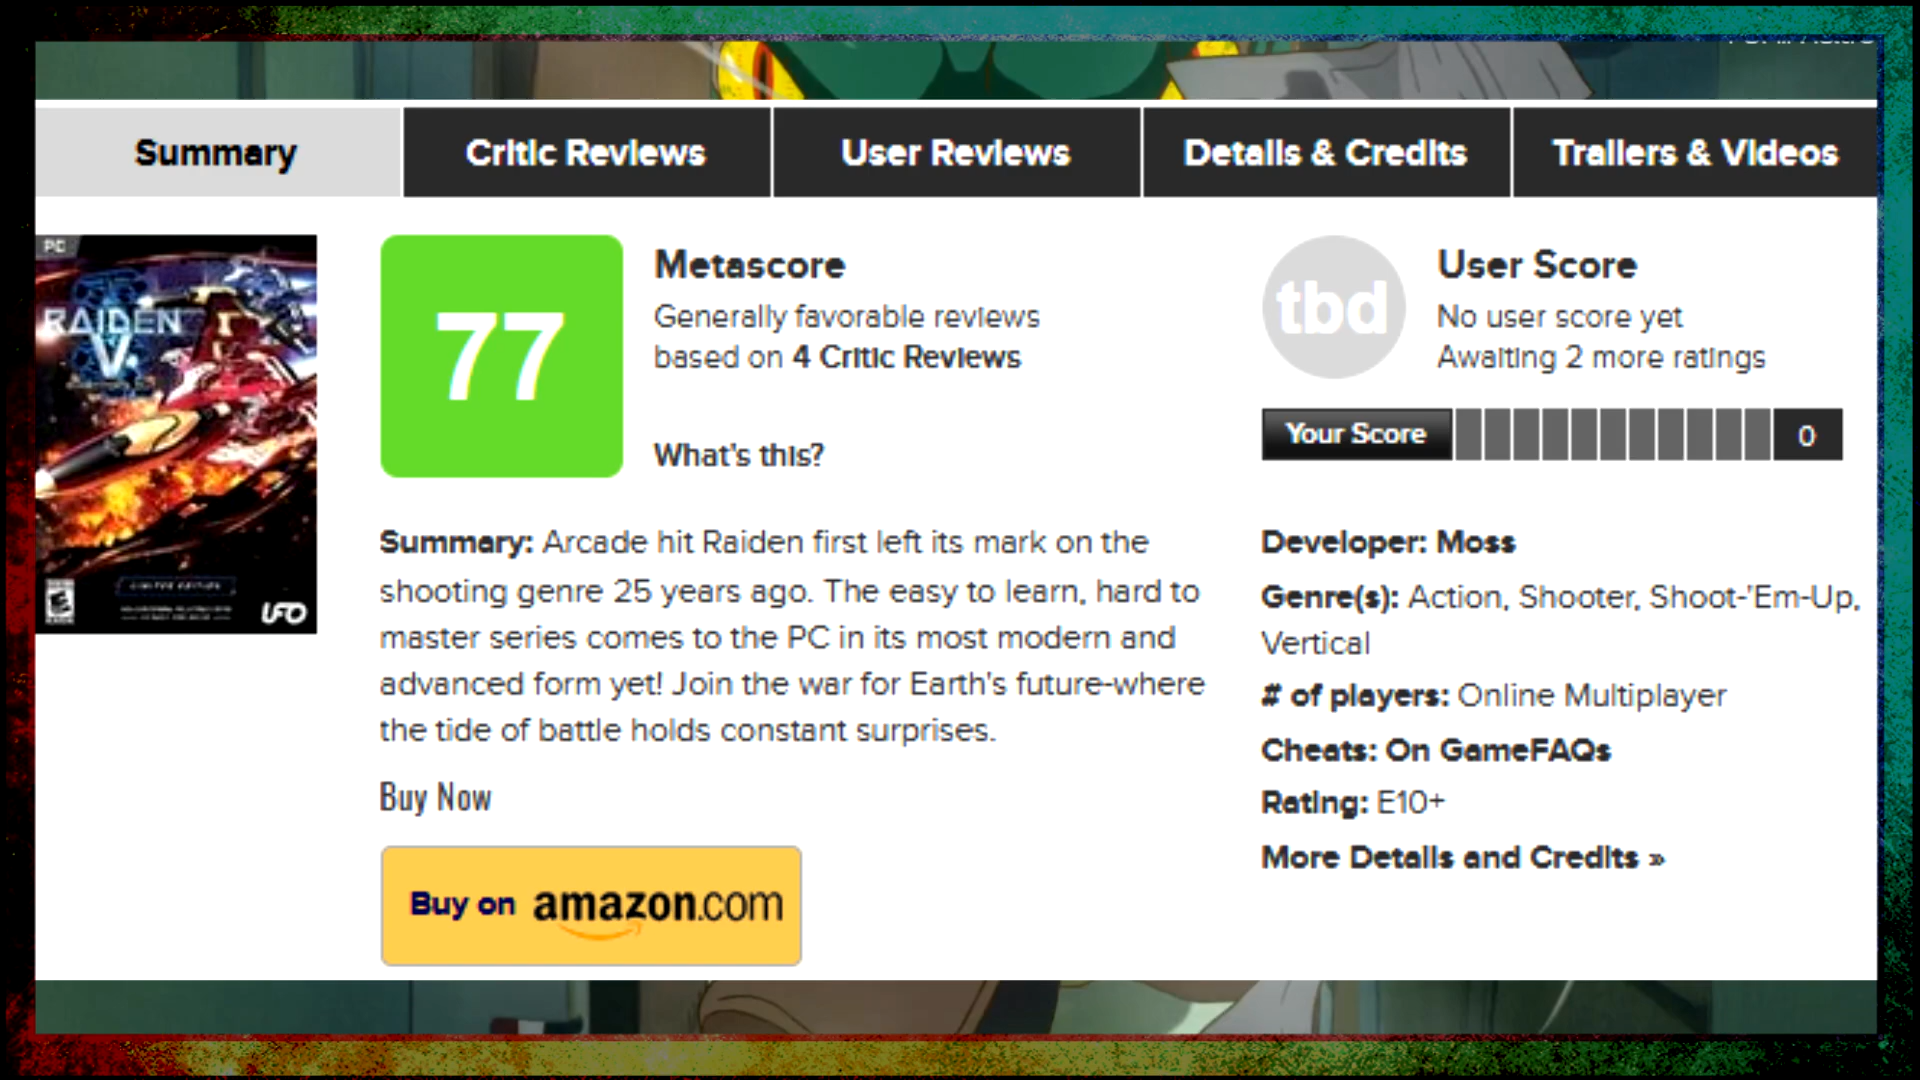 Summary
Critic Reviews
User Reviews
Details & Credits
Trailers & Videos
PC
RAIDEN
V
LIMITED EDITION
E
UFO
77
Metascore
Generally favorable reviews
based on 4 Critic Reviews
What's this?
tbd
User Score
No user score yet
Awaiting 2 more ratings
Your Score
0
Summary: Arcade hit Raiden first left its mark on the
shooting genre 25 years ago. The easy to learn, hard to
master series comes to the PC in its most modern and
advanced form yet! Join the war for Earth's future-where
the tide of battle holds constant surprises.
Buy Now
Buy on amazon.com
Developer: Moss
Genre(s): Action, Shooter, Shoot-'Em-Up,
Vertical
# of players: Online Multiplayer
Cheats: On GameFAQs
Rating: E10+
More Details and Credits »